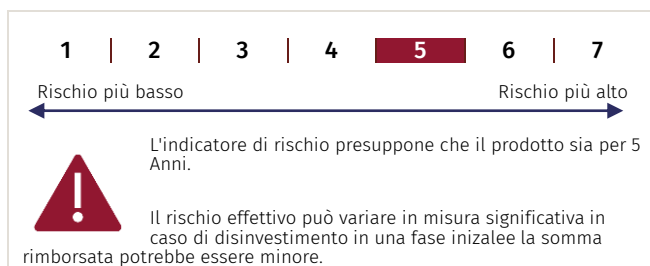 1 2 3 4 5 6 7
Rischio più basso Rischio più alto
L'indicatore di rischio presuppone che il prodotto sia per 5
Anni.
Il rischio effettivo può variare in misura significativa in
caso di disinvestimento in una fase inizalee la somma
rimborsata potrebbe essere minore.